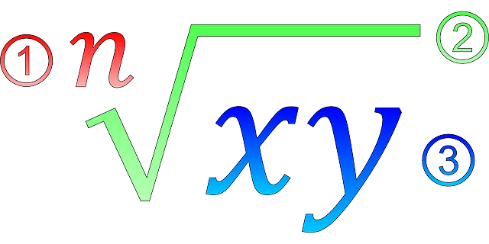 ① n √xy ②
③